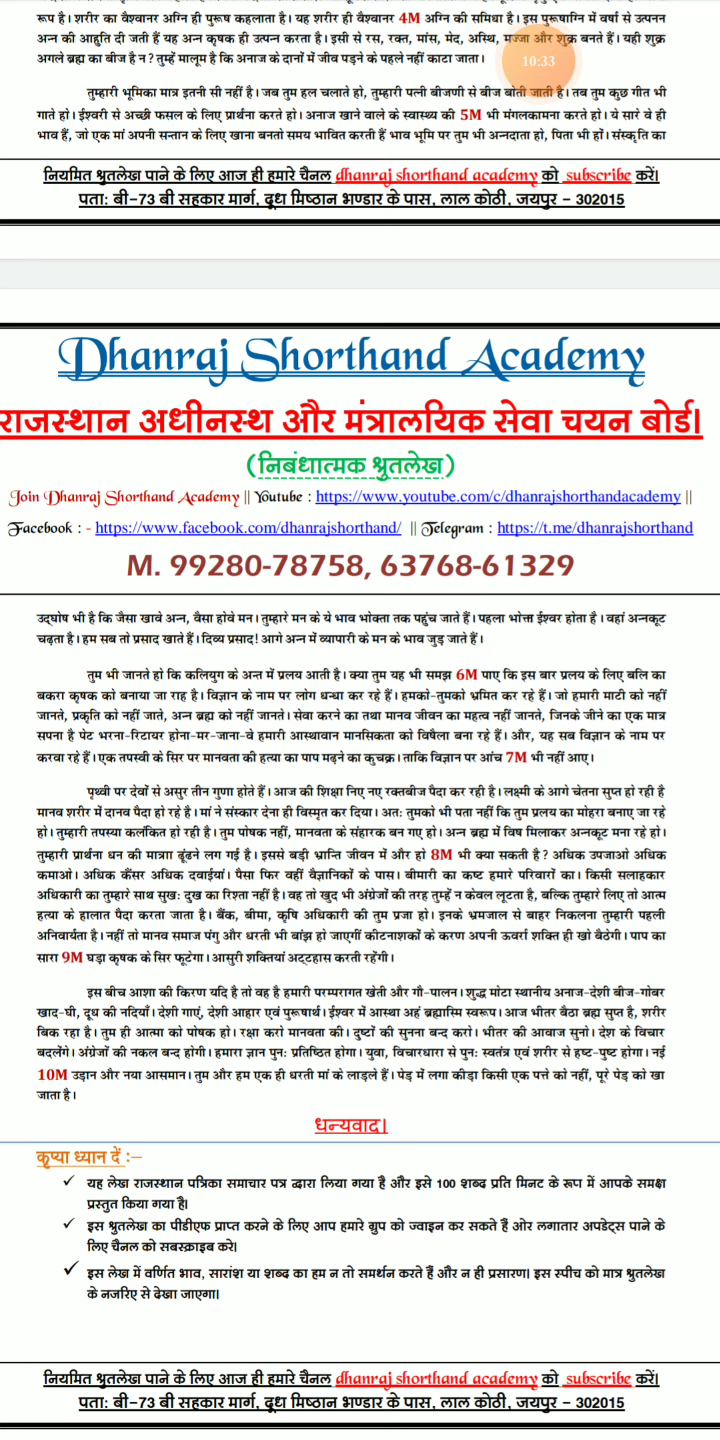 रूप है। शरीर का वैश्वानर अग्नि ही पुरूष कहलाता है। यह शरीर ही वैश्वानर 4M अग्नि की समिधा है। इस पुरूषाग्नि में वर्षा से उत्पनन
अन्न की आहुति दी जाती हैं यह अन्न कृषक ही उत्पन्न करता है। इसी से रस, रक्त, मांस, मेद, अस्थि, मज्जा और शुक्र बनते हैं। यही शुक्र
अगले ब्रह्म का बीज है न? तुम्हें मालूम है कि अनाज के दानों में जीव पड़ने के पहले नहीं काटा जाता।
10:33
तुम्हारी भूमिका मात्र इतनी सी नहीं है। जब तुम हल चलाते हो, तुम्हारी पत्नी बीजणी से बीज बोती जाती है। तब तुम कुछ गीत भी
गाते हो। ईश्वरी से अच्छी फसल के लिए प्रार्थना करते हो। अनाज खाने वाले के स्वास्थ्य की 5M भी मंगलकामना करते हो। ये सारे वे ही
भाव हैं, जो एक मां अपनी सन्तान के लिए खाना बनतो समय भावित करती हैं भाव भूमि पर तुम भी अन्नदाता हो, पिता भी हों। संस्कृति का
नियमित श्रुतलेख पाने के लिए आज ही हमारे चैनल dhanraj shorthand academy को subscribe करें।
पता: बी-73 बी सहकार मार्ग, दूध मिष्ठान भण्डार के पास, लाल कोठी, जयपुर - 302015
Dhanraj Shorthand Academy
राजस्थान अधीनस्थ और मंत्रालयिक सेवा चयन बोर्ड।
(निबंधात्मक श्रुतलेख)
Join Dhanraj Shorthand Academy || Youtube : https://www.youtube.com/c/dhanrajshorthandacademy ||
Facebook : - https://www.facebook.com/dhanrajshorthand/ || Telegram : https://t.me/dhanrajshorthand
M. 99280-78758, 63768-61329
उद्घोष भी है कि जैसा खावे अन्न, वैसा होवे मन। तुम्हारे मन के ये भाव भोक्ता तक पहुंच जाते हैं। पहला भोक्त ईश्वर होता है। वहां अन्नकूट
चढ़ता है। हम सब तो प्रसाद खाते हैं। दिव्य प्रसाद! आगे अन्न में व्यापारी के मन के भाव जुड़ जाते हैं।
तुम भी जानते हो कि कलियुग के अन्त में प्रलय आती है। क्या तुम यह भी समझ 6M पाए कि इस बार प्रलय के लिए बलि का
बकरा कृषक को बनाया जा राह है। विज्ञान के नाम पर लोग धन्धा कर रहे हैं। हमको-तुमको भ्रमित कर रहे हैं। जो हमारी माटी को नहीं
जानते, प्रकृति को नहीं जाते, अन्न ब्रह्म को नहीं जानते। सेवा करने का तथा मानव जीवन का महत्व नहीं जानते, जिनके जीने का एक मात्र
सपना है पेट भरना-रिटायर होना-मर-जाना-वे हमारी आस्थावान मानसिकता को विषैला बना रहे हैं। और, यह सब विज्ञान के नाम पर
करवा रहे हैं। एक तपस्वी के सिर पर मानवता की हत्या का पाप मढ़ने का कुचक्र। ताकि विज्ञान पर आंच 7M भी नहीं आए।
पृथ्वी पर देवों से असुर तीन गुणा होते हैं। आज की शिक्षा निए नए रक्तबीज पैदा कर रही है। लक्ष्मी के आगे चेतना सुप्त हो रही है
मानव शरीर में दानव पैदा हो रहे है। मां ने संस्कार देना ही विस्मृत कर दिया। अत: तुमको भी पता नहीं कि तुम प्रलय का मोहरा बनाए जा रहे
हो। तुम्हारी तपस्या कलंकित हो रही है। तुम पोषक नहीं, मानवता के संहारक बन गए हो। अन्न ब्रह्म में विष मिलाकर अन्नकूट मना रहे हो।
तुम्हारी प्रार्थना धन की मात्राा ढूंढने लग गई है। इससे बड़ी भ्रान्ति जीवन में और हो 8M भी क्या सकती है? अधिक उपजाओ अधिक
कमाओ। अधिक कैंसर अधिक दवाईयां। पैसा फिर वहीं वैज्ञानिकों के पास। बीमारी का कष्ट हमारे परिवारों का। किसी सलाहकार
अधिकारी का तुम्हारे साथ सुख: दुख का रिश्ता नहीं है। वह तो खुद भी अंग्रेजों की तरह तुम्हें न केवल लूटता है, बल्कि तुम्हारे लिए तो आत्म
हत्या के हालात पैदा करता जाता है। बैंक, बीमा, कृषि अधिकारी की तुम प्रजा हो। इनके भ्रमजाल से बाहर निकलना तुम्हारी पहली
अनिवार्यता है। नहीं तो मानव समाज पंगु और धरती भी बांझ हो जाएगीं कीटनाशकों के करण अपनी ऊवर्रा शक्ति ही खो बैठेगी। पाप का
सारा 9M घड़ा कृषक के सिर फूटेगा। आसुरी शक्तियां अट्टहास करती रहेंगी।
इस बीच आशा की किरण यदि है तो वह है हमारी परम्परागत खेती और गौ-पालन। शुद्ध मांटा स्थानीय अनाज-देशी बीज-गोबर
खाद-घी, दूध की नदियाँ। देशी गाएं, देशी आहार एवं पुरूषार्थ। ईश्वर में आस्था अहं ब्रह्मास्मि स्वरूप। आज भीतर बैठा ब्रह्म सुप्त है, शरीर
बिक रहा है। तुम ही आत्मा को पोषक हो। रक्षा करो मानवता की। दुष्टों की सुनना बन्द करो। भीतर की आवाज सुनो। देश के विचार
बदलेंगे। अंग्रेजों की नकल बन्द होगी। हमारा ज्ञान पुन: प्रतिष्ठित होगा। युवा, विचारधारा से पुन: स्वतंत्र एवं शरीर से हष्ट-पुष्ट होगा। नई
10M उड़ान और नया आसमान। तुम और हम एक ही धरती मां के लाड़ले हैं। पेड़ में लगा कीड़ा किसी एक पत्ते को नहीं, पूरे पेड़ को खा
जाता है।
धन्यवाद।
कृप्या ध्यान दें :–
✓ यह लेख राजस्थान पत्रिका समाचार पत्र द्वारा लिया गया है और इसे 100 शब्द प्रति मिनट के रूप में आपके समक्ष
प्रस्तुत किया गया है।
✓ इस श्रुतलेख का पीडीएफ प्राप्त करने के लिए आप हमारे ग्रुप को ज्वाइन कर सकते हैं ओर लगातार अपडेट्स पाने के
लिए चैनल को सबस्क्राइब करे।
✓ इस लेख में वर्णित भाव, सारांश या शब्द का हम न तो समर्थन करते हैं और न ही प्रसारण। इस स्पीच को मात्र श्रुतलेख
के नजरिए से देखा जाएगा।
नियमित श्रुतलेख पाने के लिए आज ही हमारे चैनल dhanraj shorthand academy को subscribe करें।
पता: बी-73 बी सहकार मार्ग, दूध मिष्ठान भण्डार के पास, लाल कोठी, जयपुर - 302015